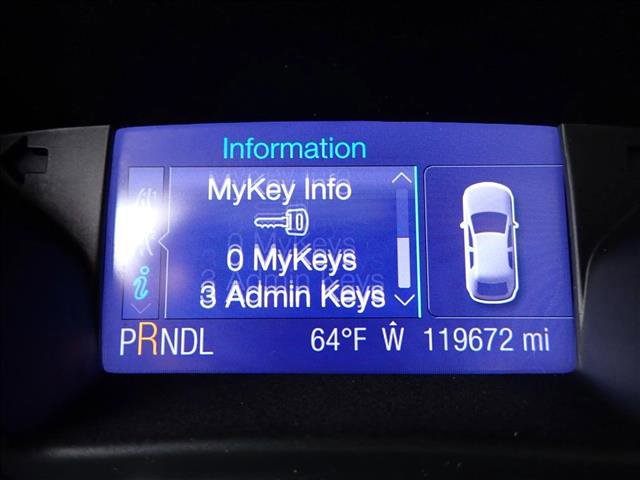 Information
MyKey Info
0 MyKeys
3 Admin Keys
PRNDL 64°F W 119672 mi